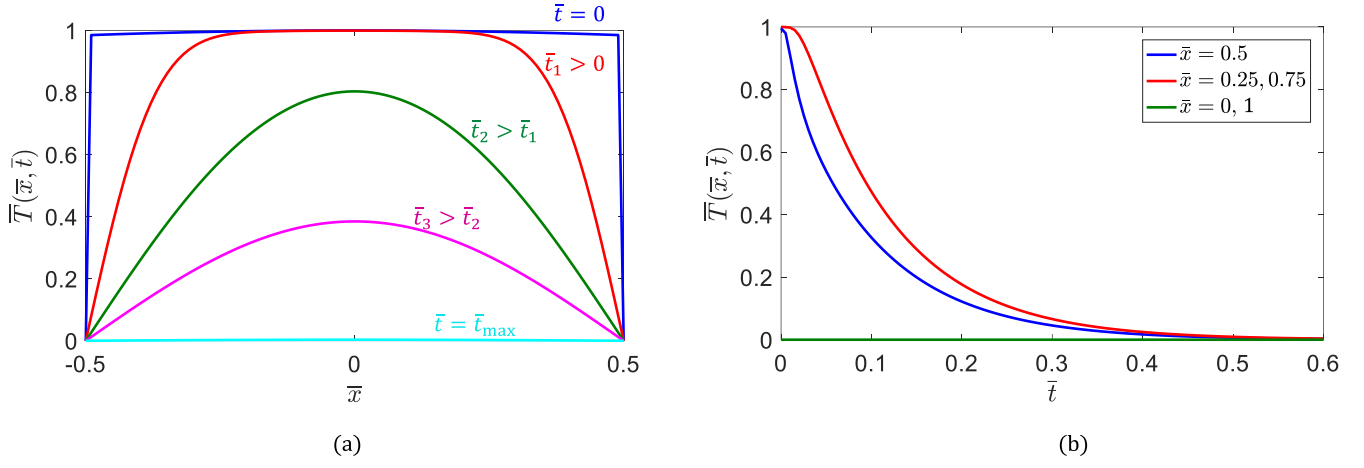 t̄ = 0
1
t̄₁ > 0
0.8
t̄₂ > t̄₁
0.6
T̅(x̅, t̄)
0.4
t̄₃ > t̄₂
0.2
t̄ = t̄ₘₐₓ
0
-0.5 0 0.5
x̅
(a)
1
x̄ = 0.5
x̄ = 0.25, 0.75
x̄ = 0, 1
0.8
0.6
T̅(x̅, t̄)
0.4
0.2
0
0 0.1 0.2 0.3 0.4 0.5 0.6
t̄
(b)